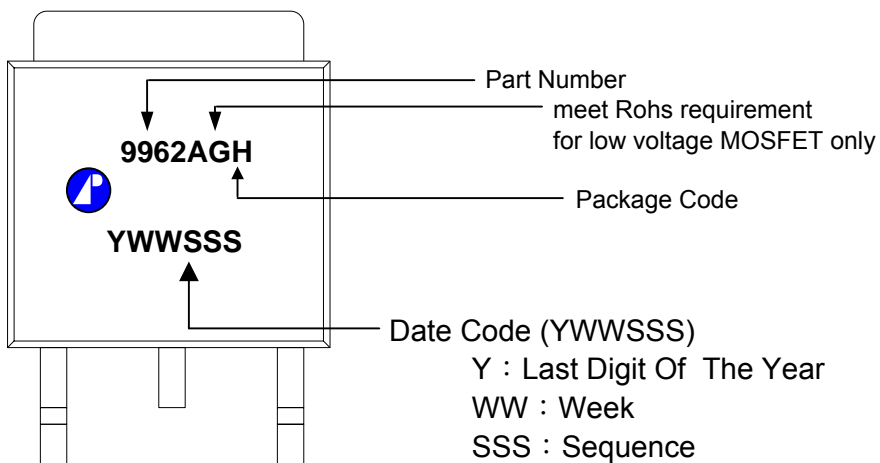 Part Number
meet Rohs requirement
for low voltage MOSFET only
9962AGH
Package Code
YWWSSS
Date Code (YWWSSS)
Y：Last Digit Of The Year
WW：Week
SSS：Sequence